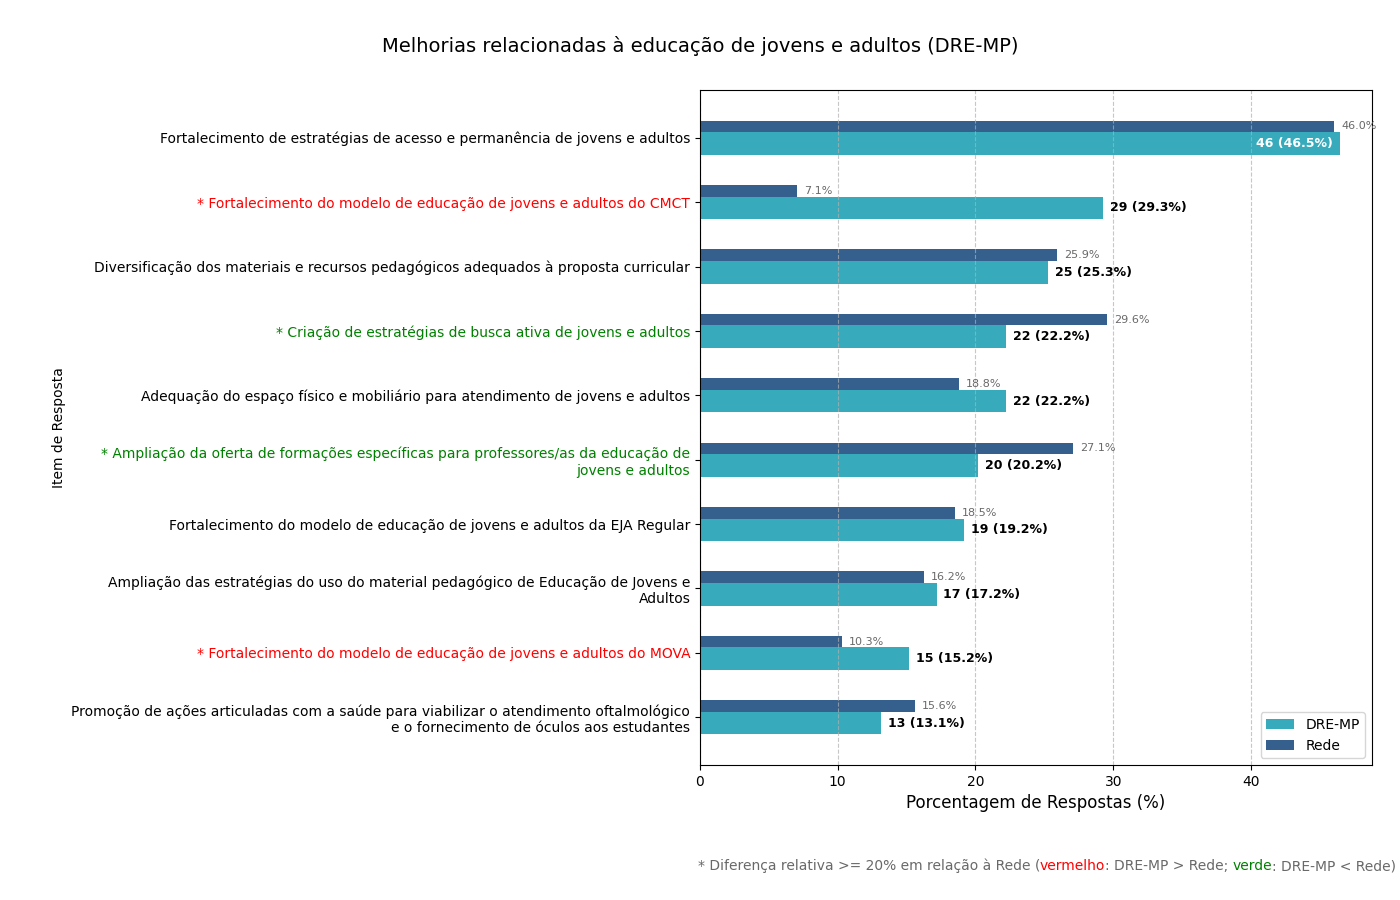 Melhorias relacionadas à educação de jovens e adultos (DRE-MP)
Item de Resposta
Fortalecimento de estratégias de acesso e permanência de jovens e adultos
46.0%
46 (46.5%)
* Fortalecimento do modelo de educação de jovens e adultos do CMCT
7.1%
29 (29.3%)
Diversificação dos materiais e recursos pedagógicos adequados à proposta curricular
25.9%
25 (25.3%)
* Criação de estratégias de busca ativa de jovens e adultos
29.6%
22 (22.2%)
Adequação do espaço físico e mobiliário para atendimento de jovens e adultos
18.8%
22 (22.2%)
* Ampliação da oferta de formações específicas para professores/as da educação de
jovens e adultos
27.1%
20 (20.2%)
Fortalecimento do modelo de educação de jovens e adultos da EJA Regular
18.5%
19 (19.2%)
Ampliação das estratégias do uso do material pedagógico de Educação de Jovens e
Adultos
16.2%
17 (17.2%)
* Fortalecimento do modelo de educação de jovens e adultos do MOVA
10.3%
15 (15.2%)
Promoção de ações articuladas com a saúde para viabilizar o atendimento oftalmológico
e o fornecimento de óculos aos estudantes
15.6%
13 (13.1%)
DRE-MP
Rede
0 10 20 30 40
Porcentagem de Respostas (%)
* Diferença relativa >= 20% em relação à Rede (vermelho: DRE-MP > Rede; verde: DRE-MP < Rede)